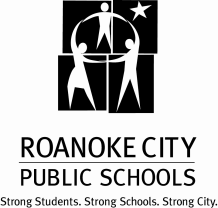 ROANOKE CITY
PUBLIC SCHOOLS
Strong Students. Strong Schools. Strong City.